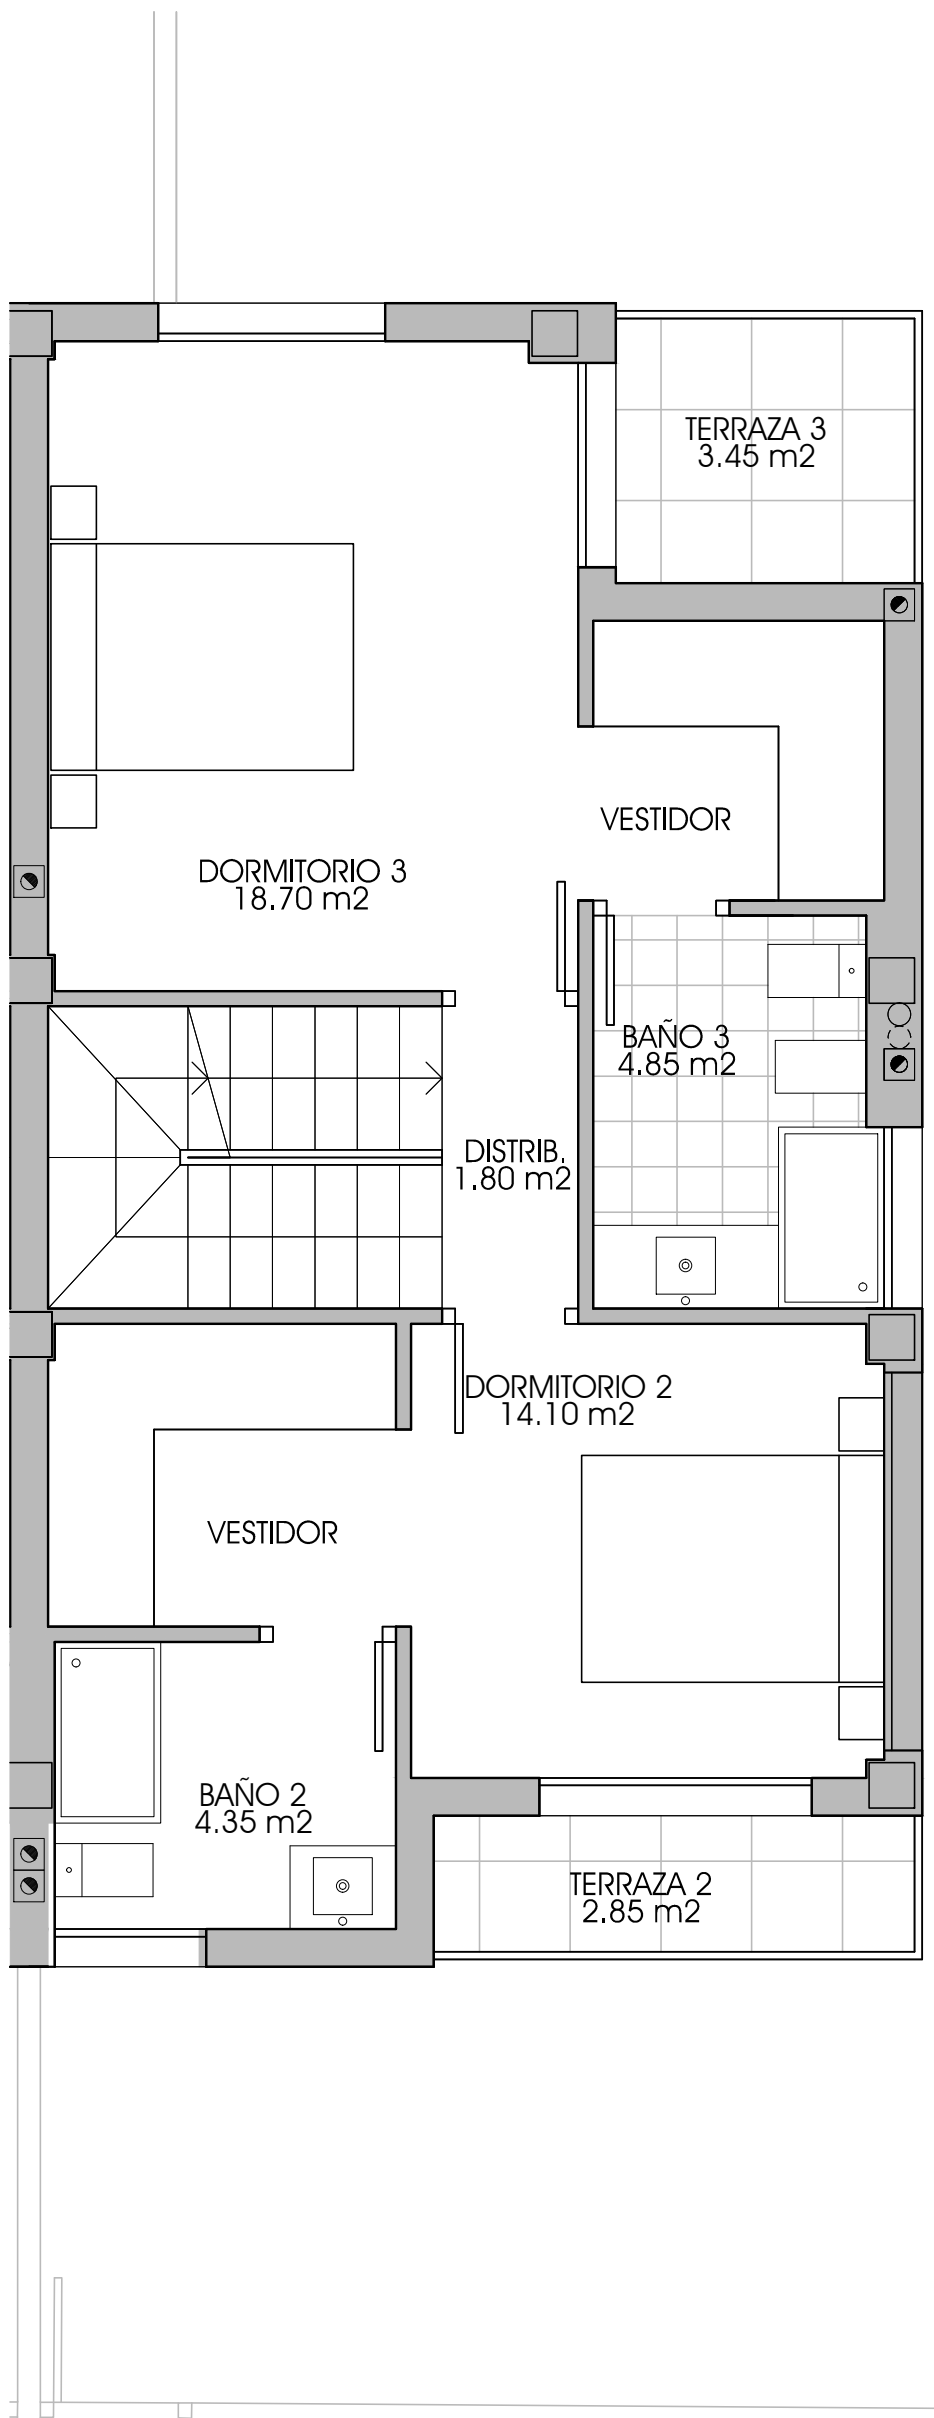 TERRAZA 3
3.45 m2
VESTIDOR
DORMITORIO 3
18.70 m2
BAÑO 3
4.85 m2
DISTRIB.
1.80 m2
DORMITORIO 2
14.10 m2
VESTIDOR
BAÑO 2
4.35 m2
TERRAZA 2
2.85 m2